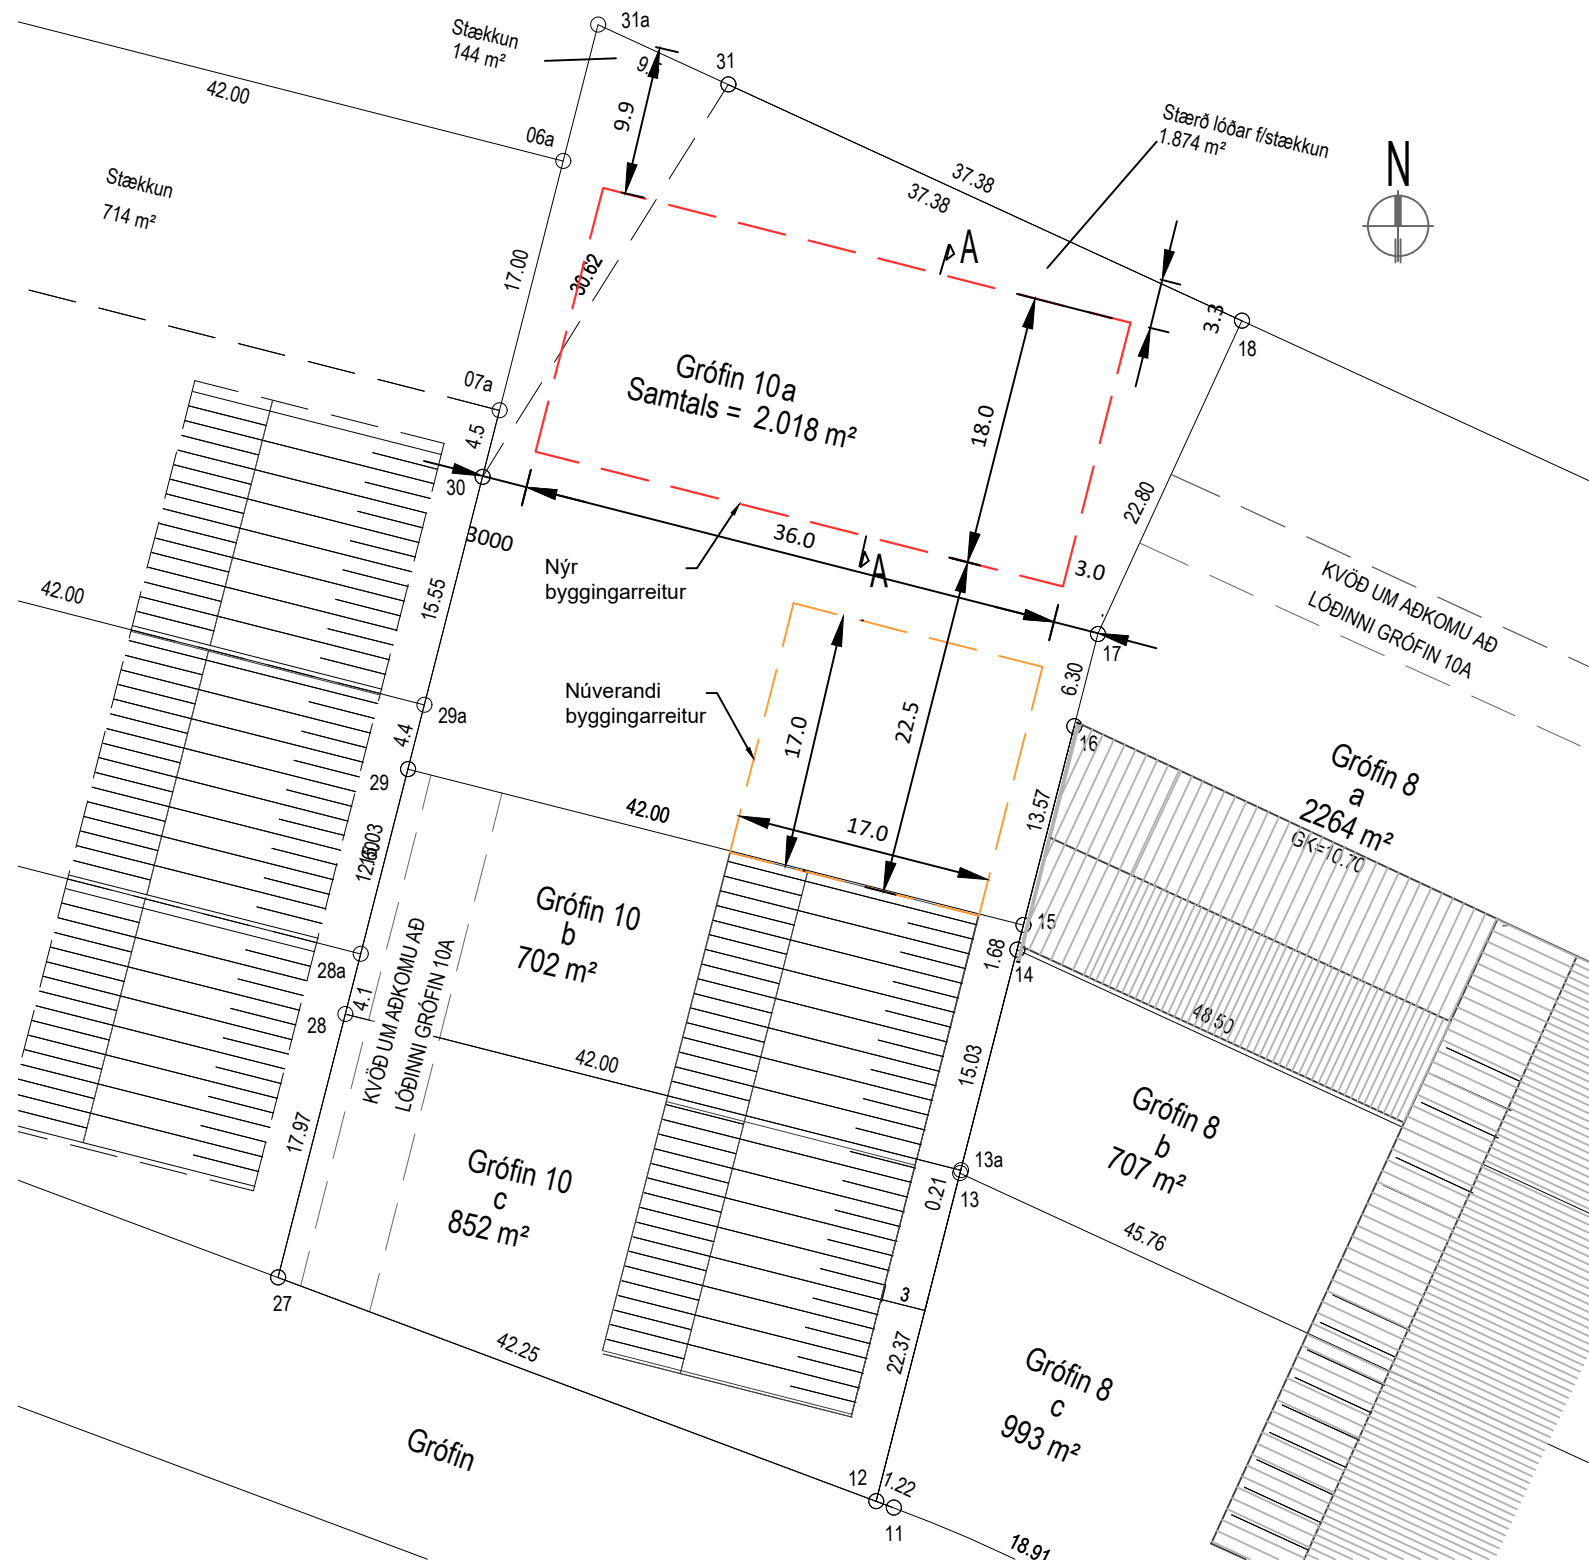 31a
Stækkun
144 m²
31
42.00
9.9
06a
Stærð lóðar f/stækkun
1.874 m²
N
37.38
37.38
Stækkun
714 m²
17.00
30.62
A
3.3
18
07a
4.5
30
Grófin 10a
Samtals = 2.018 m²
18.0
22.80
3000
36.0
A
3.0
Nýr
byggingarreitur
KVÖÐ UM AÐKOMU AÐ
LÓÐINNI GRÓFIN 10A
42.00
15.55
17
6.30
Núverandi
byggingarreitur
29a
4.4
29
17.0
22.5
16
Grófin 8
a
2264 m²
GK=10.70
13.57
42.00
17.0
Grófin 10
b
702 m²
KVÖÐ UM AÐKOMU AÐ
LÓÐINNI GRÓFIN 10A
15
1.68
14
28a
4.1
28
48.50
42.00
15.03
17.97
Grófin 8
b
707 m²
Grófin 10
c
852 m²
13a
0.21
13
45.76
3
27
42.25
22.37
Grófin 8
c
993 m²
Grófin
12
1.22
11
18.91